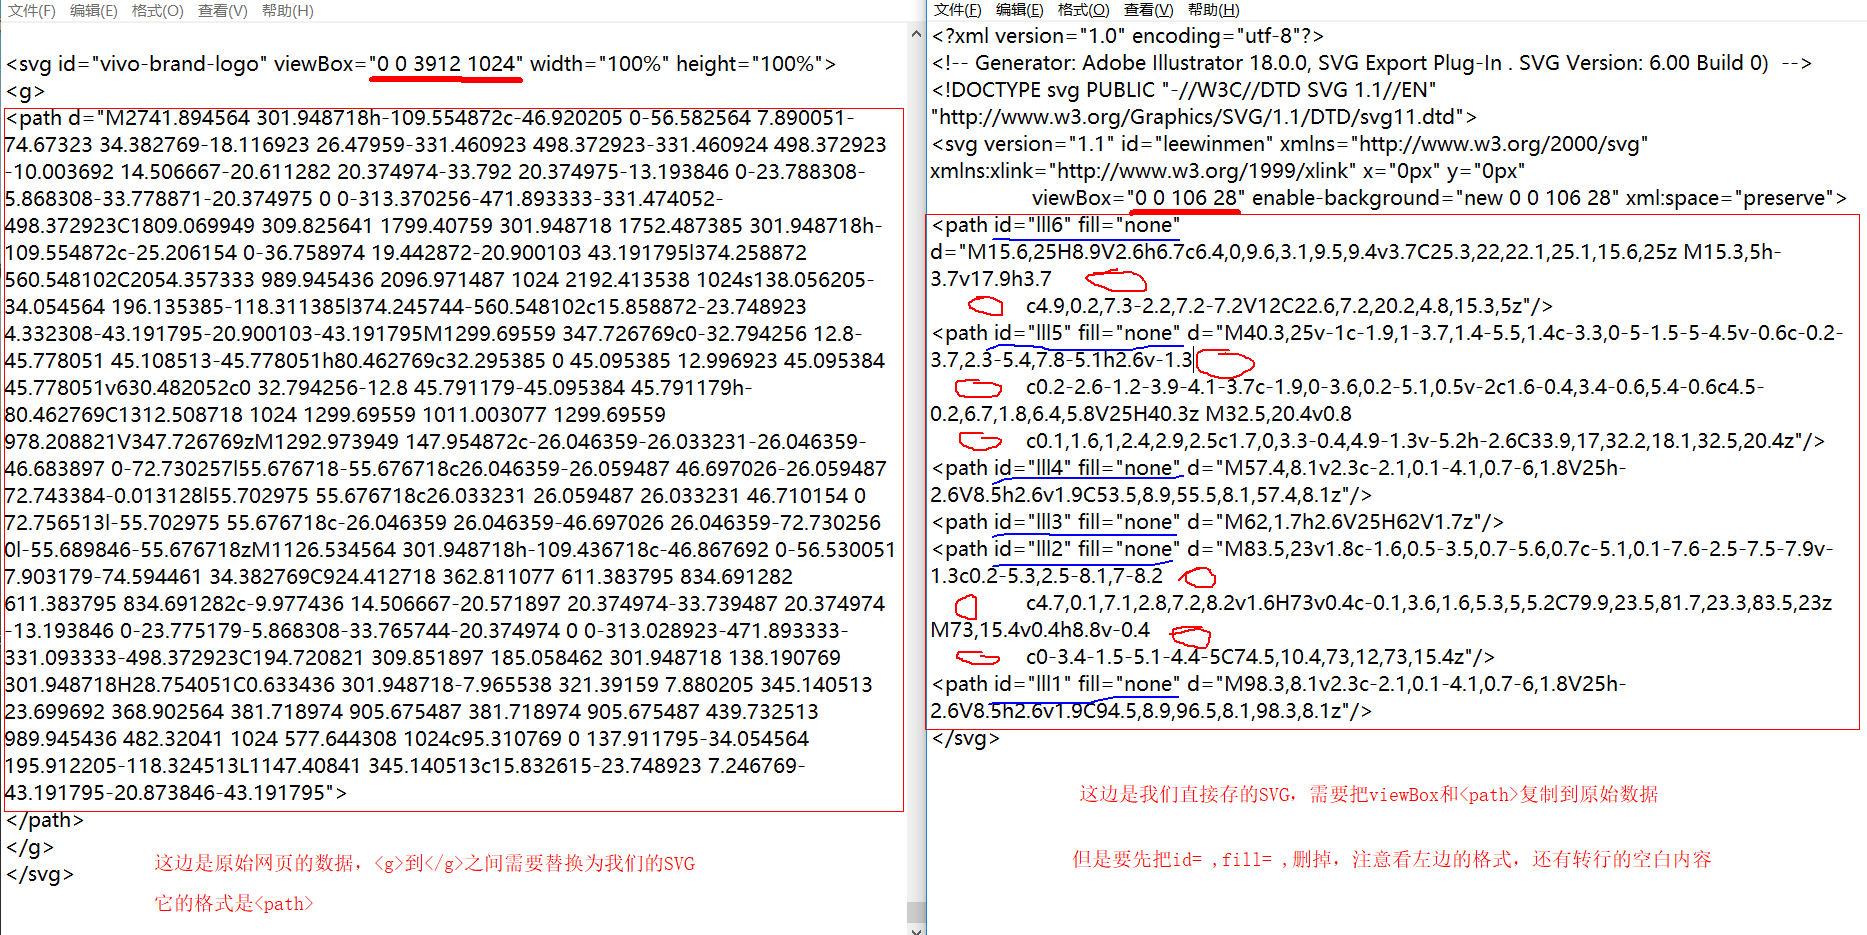 文件(F) 编辑(E) 格式(O) 查看(V) 帮助(H)
<svg id="vivo-brand-logo" viewBox="0 0 3912 1024" width="100%" height="100%">
<g>
<path d="M2741.894564 301.948718h-109.554872c-46.920205 0-56.582564 7.890051-
74.67323 34.382769-18.116923 26.47959-331.460923 498.372923-331.460924 498.372923
-10.003692 14.506667-20.611282 20.374974-33.792 20.374975-13.193846 0-23.788308-
5.868308-33.778871-20.374975 0 0-313.370256-471.893333-331.474052-
498.372923C1809.069949 309.825641 1799.40759 301.948718 1752.487385 301.948718h-
109.554872c-25.206154 0-36.758974 19.442872-20.900103 43.191795l374.258872
560.548102C2054.357333 989.945436 2096.971487 1024 2192.413538 1024s138.056205-
34.054564 196.135385-118.311385l374.245744-560.548102c15.858872-23.748923
4.332308-43.191795-20.900103-43.191795M1299.69559 347.726769c0-32.794256 12.8-
45.778051 45.108513-45.778051h80.462769c32.295385 0 45.095385 12.996923 45.095384
45.778051v630.482052c0 32.794256-12.8 45.791179-45.095384 45.791179h-
80.462769C1312.508718 1024 1299.69559 1011.003077 1299.69559
978.208821V347.726769zM1292.973949 147.954872c-26.046359-26.033231-26.046359-
46.683897 0-72.730257l55.676718-55.676718c26.046359-26.059487 46.697026-26.059487
72.743384-0.013128l55.702975 55.676718c26.033231 26.059487 26.033231 46.710154 0
72.756513l-55.702975 55.676718c-26.046359 26.046359-46.697026 26.046359-72.730256
0l-55.689846-55.676718zM1126.534564 301.948718h-109.436718c-46.867692 0-56.530051
7.903179-74.594461 34.382769C924.412718 362.811077 611.383795 834.691282
611.383795 834.691282c-9.977436 14.506667-20.571897 20.374974-33.739487 20.374974
-13.193846 0-23.775179-5.868308-33.765744-20.374974 0 0-313.028923-471.893333-
331.093333-498.372923C194.720821 309.851897 185.058462 301.948718 138.190769
301.948718H28.754051C0.633436 301.948718-7.965538 321.39159 7.880205 345.140513
23.699692 368.902564 381.718974 905.675487 381.718974 905.675487 439.732513
989.945436 482.32041 1024 577.644308 1024c95.310769 0 137.911795-34.054564
195.912205-118.324513L1147.40841 345.140513c15.832615-23.748923 7.246769-
43.191795-20.873846-43.191795">
</path>
</g>
</svg>
这边是原始网页的数据，<g>到</g>之间需要替换为我们的SVG
它的格式是<path>
文件(F) 编辑(E) 格式(O) 查看(V) 帮助(H)
<?xml version="1.0" encoding="utf-8"?>
<!-- Generator: Adobe Illustrator 18.0.0, SVG Export Plug-In . SVG Version: 6.00 Build 0)  -->
<!DOCTYPE svg PUBLIC "-//W3C//DTD SVG 1.1//EN"
"http://www.w3.org/Graphics/SVG/1.1/DTD/svg11.dtd">
<svg version="1.1" id="leewinmen" xmlns="http://www.w3.org/2000/svg"
xmlns:xlink="http://www.w3.org/1999/xlink" x="0px" y="0px"
viewBox="0 0 106 28" enable-background="new 0 0 106 28" xml:space="preserve">
<path id="lll6" fill="none"
d="M15.6,25H8.9V2.6h6.7c6.4,0,9.6,3.1,9.5,9.4v3.7C25.3,22,22.1,25.1,15.6,25z M15.3,5h-
3.7v17.9h3.7
c4.9,0.2,7.3-2.2,7.2-7.2V12C22.6,7.2,20.2,4.8,15.3,5z"/>
<path id="lll5" fill="none" d="M40.3,25v-1c-1.9,1-3.7,1.4-5.5,1.4c-3.3,0-5-1.5-5-4.5v-0.6c-0.2-
3.7,2.3-5.4,7.8-5.1h2.6v-1.3
c0.2-2.6-1.2-3.9-4.1-3.7c-1.9,0-3.6,0.2-5.1,0.5v-2c1.6-0.4,3.4-0.6,5.4-0.6c4.5-
0.2,6.7,1.8,6.4,5.8V25H40.3z M32.5,20.4v0.8
c0.1,1.6,1,2.4,2.9,2.5c1.7,0,3.3-0.4,4.9-1.3v-5.2h-2.6C33.9,17,32.2,18.1,32.5,20.4z"/>
<path id="lll4" fill="none" d="M57.4,8.1v2.3c-2.1,0.1-4.1,0.7-6,1.8V25h-
2.6V8.5h2.6v1.9C53.5,8.9,55.5,8.1,57.4,8.1z"/>
<path id="lll3" fill="none" d="M62,1.7h2.6V25H62V1.7z"/>
<path id="lll2" fill="none" d="M83.5,23v1.8c-1.6,0.5-3.5,0.7-5.6,0.7c-5.1,0.1-7.6-2.5-7.5-7.9v-
1.3c0.2-5.3,2.5-8.1,7-8.2
c4.7,0.1,7.1,2.8,7.2,8.2v1.6H73v0.4c-0.1,3.6,1.6,5.3,5,5.2C79.9,23.5,81.7,23.3,83.5,23z
M73,15.4v0.4h8.8v-0.4
c0-3.4-1.5-5.1-4.4-5C74.5,10.4,73,12,73,15.4z"/>
<path id="lll1" fill="none" d="M98.3,8.1v2.3c-2.1,0.1-4.1,0.7-6,1.8V25h-
2.6V8.5h2.6v1.9C94.5,8.9,96.5,8.1,98.3,8.1z"/>
</svg>
这边是我们直接存的SVG，需要把viewBox和<path>复制到原始数据
但是要先把id= ,fill= ,删掉，注意看左边的格式，还有转行的空白内容